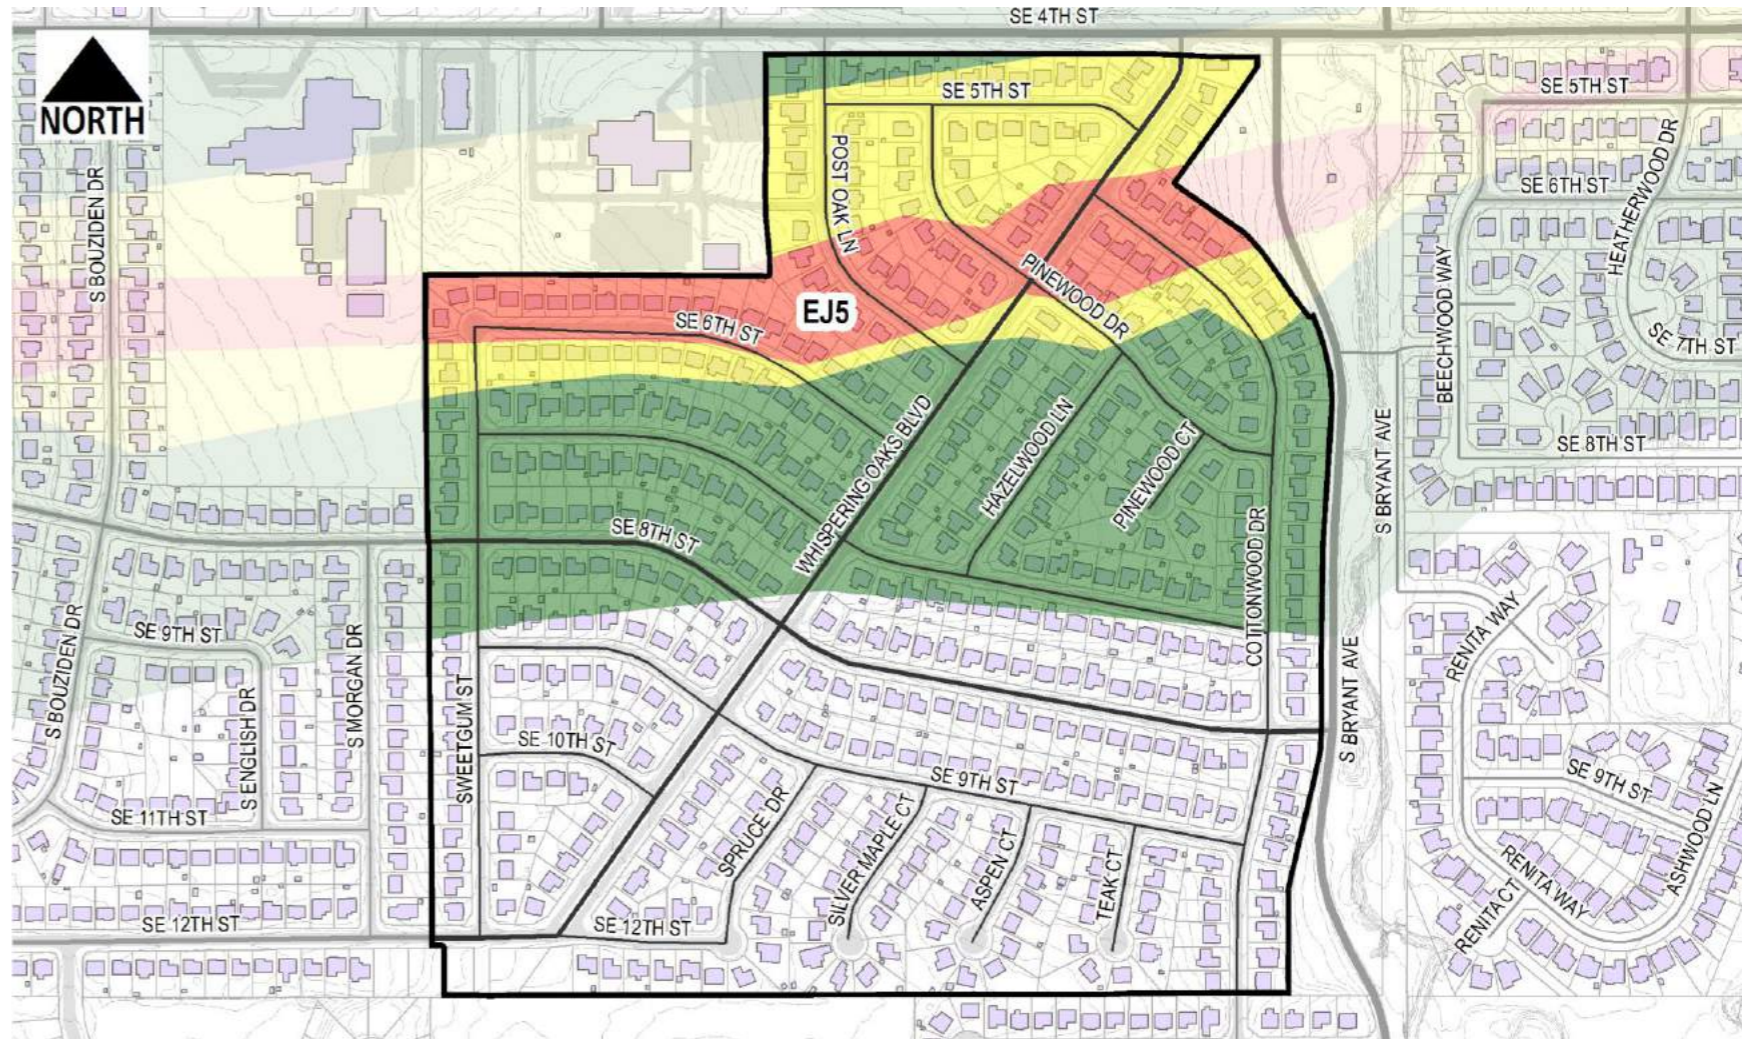 SE 4TH ST
NORTH
SE 5TH ST
SE 5TH ST
POST OAK LN
S BOUZIDEN DR
SE 6TH ST
HEATHERWOOD DR
PINEWOOD DR
EJ5
SE 6TH ST
BEECHWOOD WAY
SE 7TH ST
WHISPERING OAKS BLVD
HAZELWOOD LN
PINEWOOD CT
S BRYANT AVE
SE 8TH ST
SE 8TH ST
COTTONWOOD DR
SE 9TH ST
S BOUZIDEN DR
S MORGAN DR
RENITA WAY
S ENGLISH DR
SWEETGUM ST
S BRYANT AVE
SE 10TH ST
SE 9TH ST
SE 9TH ST
SE 11TH ST
SPRUCE DR
SILVER MAPLE CT
ASPEN CT
TEAK CT
ASHWOOD LN
RENITA WAY
RENITA CT
SE 12TH ST
SE 12TH ST